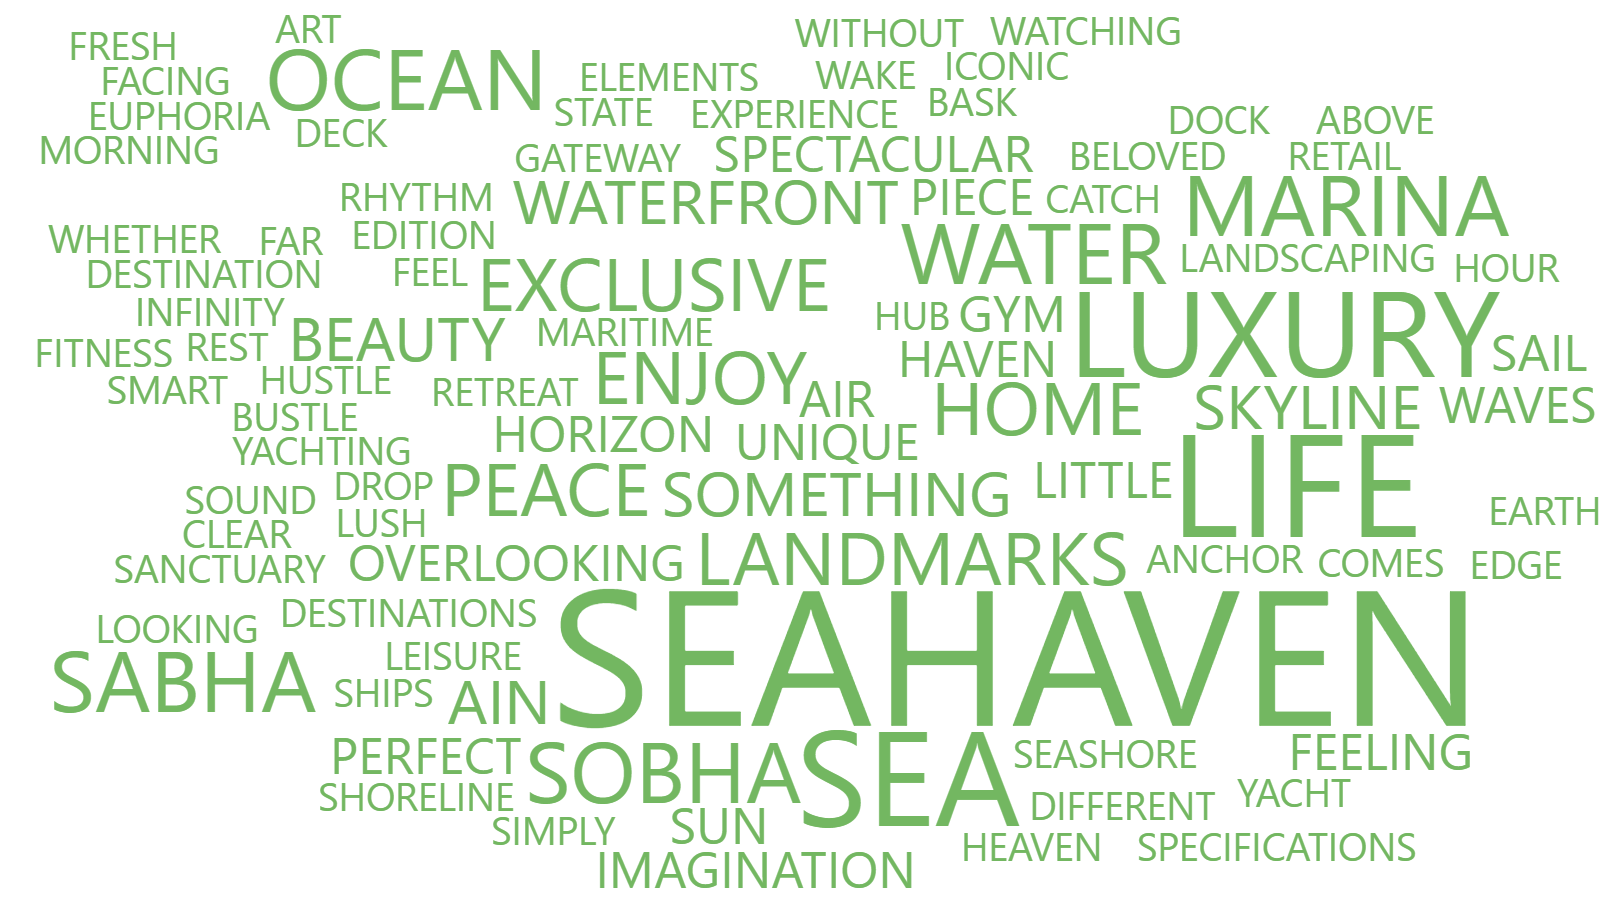 ART
FRESH
OCEAN
WITHOUT
WATCHING
FACING
ELEMENTS
WAKE
ICONIC
EUPHORIA
DECK
STATE
EXPERIENCE
BASK
DOCK
ABOVE
MORNING
GATEWAY
SPECTACULAR
BELOVED
RETAIL
RHYTHM
WATERFRONT
PIECE
CATCH
MARINA
WHETHER
FAR
EDITION
WATER
LANDSCAPING
HOUR
DESTINATION
FEEL
EXCLUSIVE
INFINITY
BEAUTY
MARITIME
HUB
GYM
LUXURY
FITNESS
REST
ENJOY
HAVEN
SAIL
SMART
HUSTLE
RETREAT
AIR
HOME
SKYLINE
WAVES
BUSTLE
HORIZON
UNIQUE
YACHTING
LIFE
SOUND
DROP
PEACE
SOMETHING
LITTLE
EARTH
CLEAR
LUSH
SANCTUARY
OVERLOOKING
LANDMARKS
ANCHOR
COMES
EDGE
LOOKING
DESTINATIONS
SEAHAVEN
SABHA
LEISURE
SHIPS
AIN
PERFECT
SOBHA
SEA
SEASHORE
FEELING
SHORELINE
DIFFERENT
YACHT
SIMPLY
SUN
HEAVEN
SPECIFICATIONS
IMAGINATION